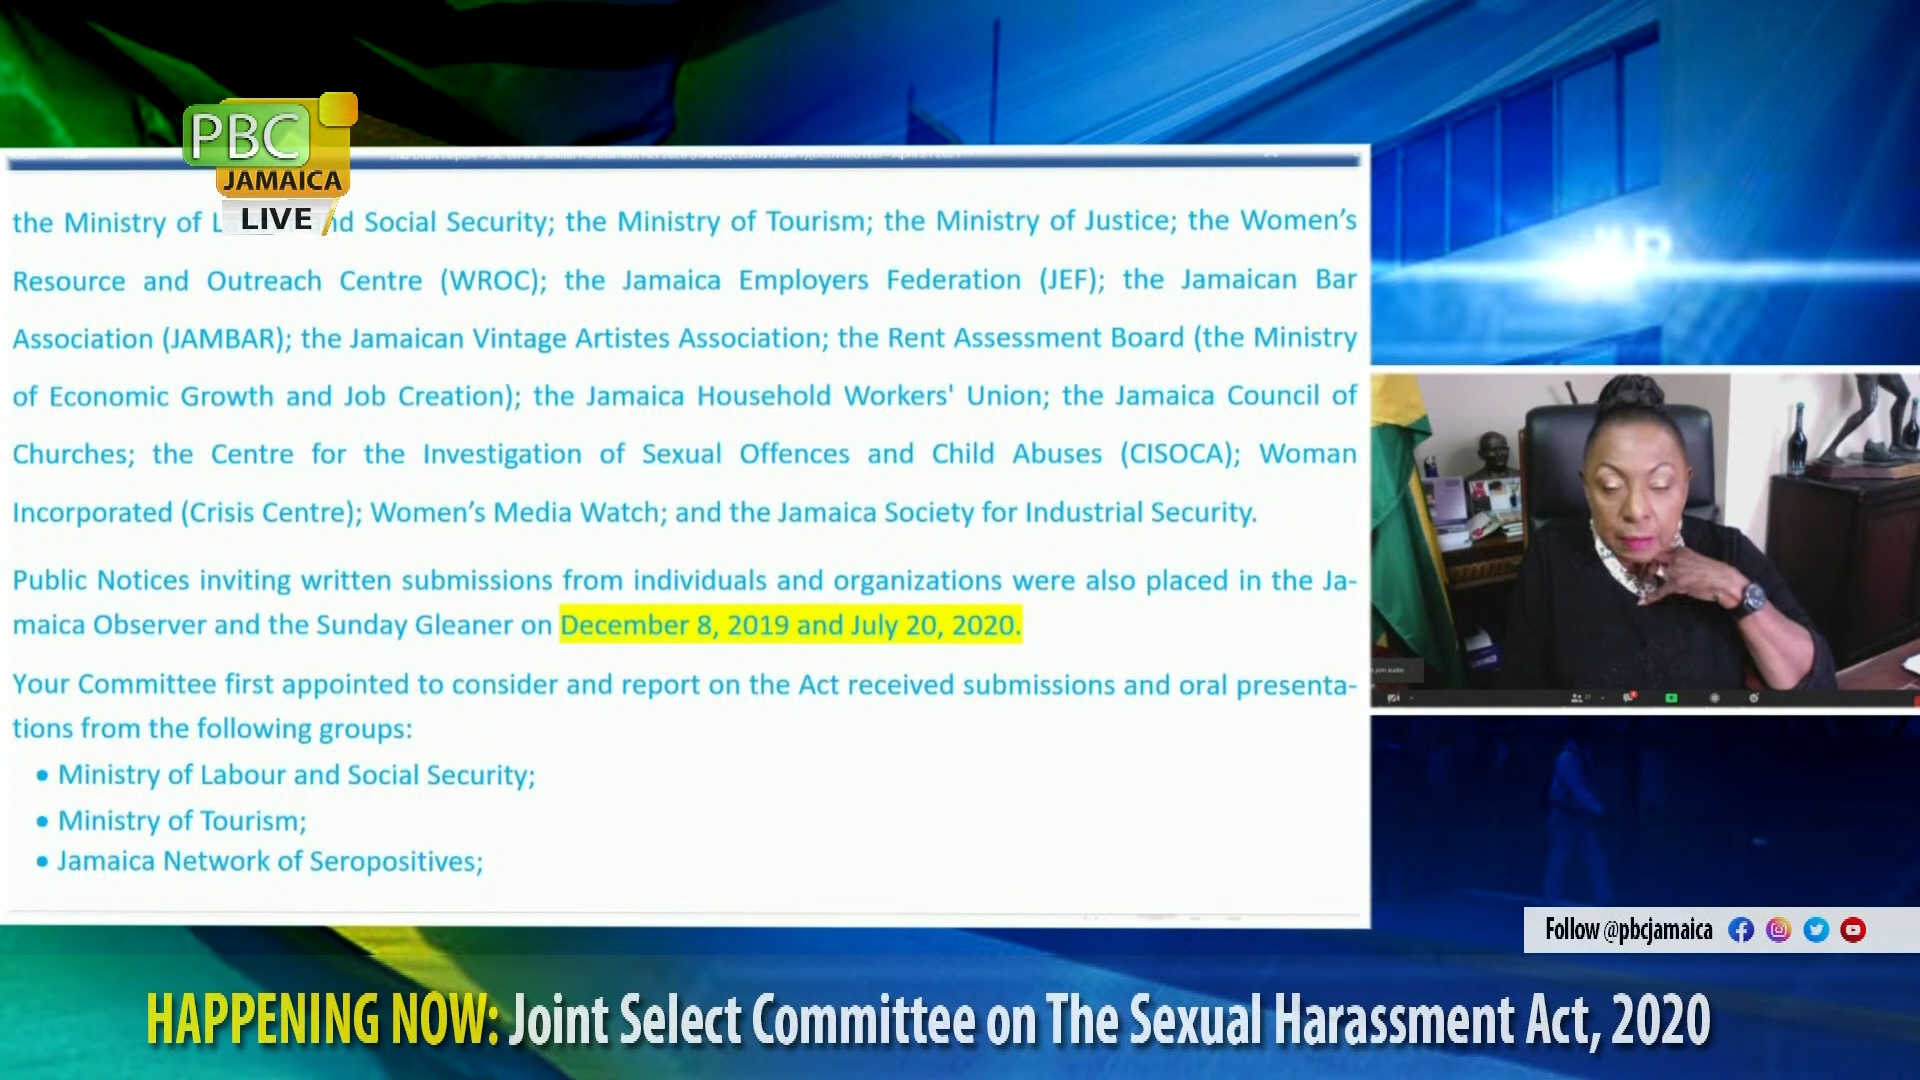 PBC
JAMAICA
LIVE
the Ministry of L nd Social Security; the Ministry of Tourism; the Ministry of Justice; the Women’s
Resource and Outreach Centre (WROC); the Jamaica Employers Federation (JEF); the Jamaican Bar
Association (JAMBAR); the Jamaican Vintage Artistes Association; the Rent Assessment Board (the Ministry
of Economic Growth and Job Creation); the Jamaica Household Workers' Union; the Jamaica Council of
Churches; the Centre for the Investigation of Sexual Offences and Child Abuses (CISOCA); Woman
Incorporated (Crisis Centre); Women’s Media Watch; and the Jamaica Society for Industrial Security.
Public Notices inviting written submissions from individuals and organizations were also placed in the Ja-
maica Observer and the Sunday Gleaner on December 8, 2019 and July 20, 2020.
Your Committee first appointed to consider and report on the Act received submissions and oral presenta-
tions from the following groups:
• Ministry of Labour and Social Security;
• Ministry of Tourism;
• Jamaica Network of Seropositives;
Follow @pbcjamaica
HAPPENING NOW: Joint Select Committee on The Sexual Harassment Act, 2020